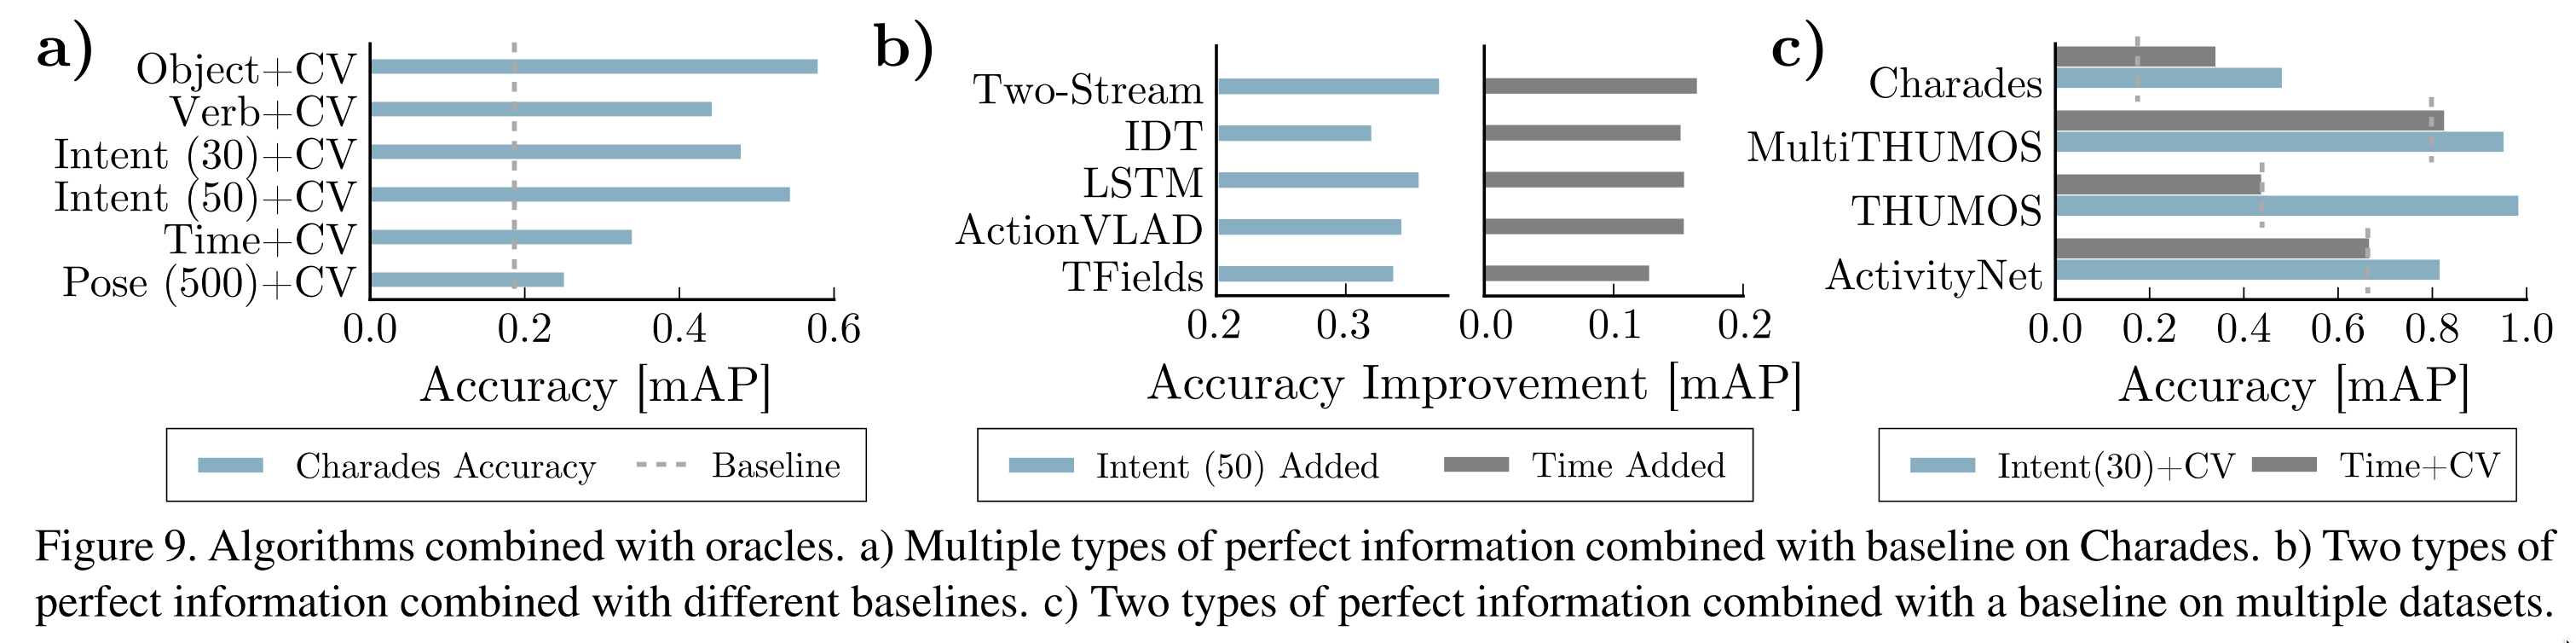 a)
Object+CV
Verb+CV
Intent (30)+CV
Intent (50)+CV
Time+CV
Pose (500)+CV
0.0 0.2 0.4 0.6
Accuracy [mAP]
Charades Accuracy Baseline
b)
Two-Stream
IDT
LSTM
ActionVLAD
TFields
0.2 0.3 0.0 0.1 0.2
Accuracy Improvement [mAP]
Intent (50) Added Time Added
c)
Charades
MultiTHUMOS
THUMOS
ActivityNet
0.0 0.2 0.4 0.6 0.8 1.0
Accuracy [mAP]
Intent(30)+CV Time+CV
Figure 9. Algorithms combined with oracles. a) Multiple types of perfect information combined with baseline on Charades. b) Two types of
perfect information combined with different baselines. c) Two types of perfect information combined with a baseline on multiple datasets.